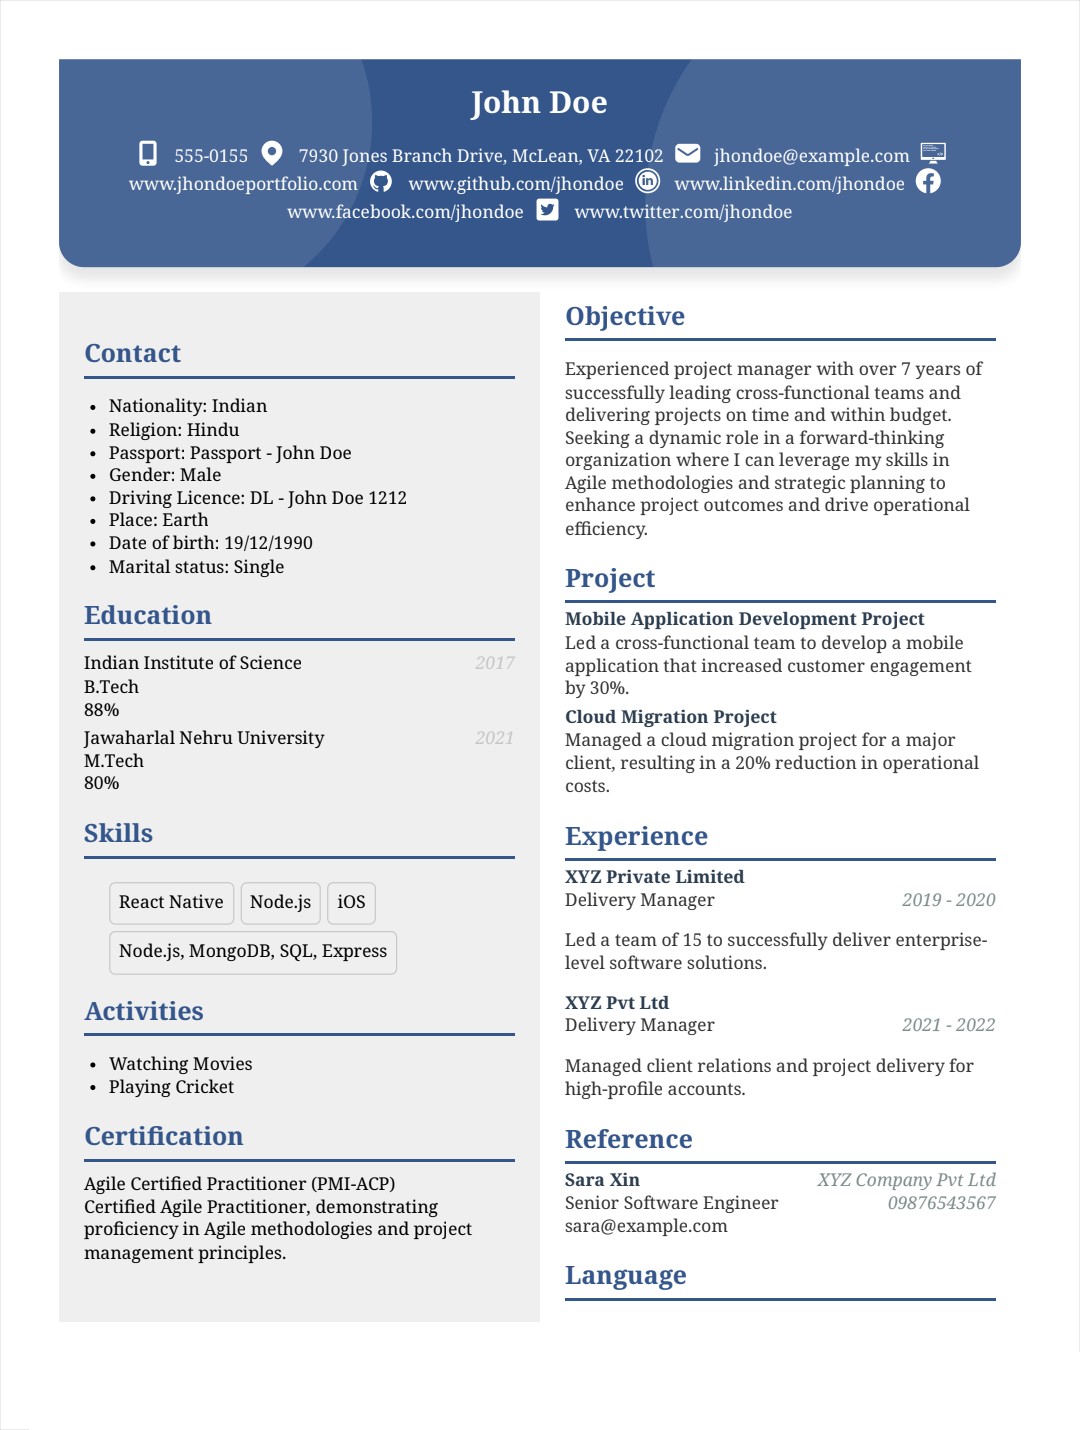 John Doe
555-0155 7930 Jones Branch Drive, McLean, VA 22102 jhondoe@example.com
www.jhondoeportfolio.com www.github.com/jhondoe www.linkedin.com/jhondoe
www.facebook.com/jhondoe www.twitter.com/jhondoe
Contact
• Nationality: Indian
• Religion: Hindu
• Passport: Passport - John Doe
• Gender: Male
• Driving Licence: DL - John Doe 1212
• Place: Earth
• Date of birth: 19/12/1990
• Marital status: Single
Education
Indian Institute of Science 2017
B.Tech
88%
Jawaharlal Nehru University 2021
M.Tech
80%
Skills
React Native Node.js iOS
Node.js, MongoDB, SQL, Express
Activities
• Watching Movies
• Playing Cricket
Certification
Agile Certified Practitioner (PMI-ACP)
Certified Agile Practitioner, demonstrating
proficiency in Agile methodologies and project
management principles.
Objective
Experienced project manager with over 7 years of
successfully leading cross-functional teams and
delivering projects on time and within budget.
Seeking a dynamic role in a forward-thinking
organization where I can leverage my skills in
Agile methodologies and strategic planning to
enhance project outcomes and drive operational
efficiency.
Project
Mobile Application Development Project
Led a cross-functional team to develop a mobile
application that increased customer engagement
by 30%.
Cloud Migration Project
Managed a cloud migration project for a major
client, resulting in a 20% reduction in operational
costs.
Experience
XYZ Private Limited
Delivery Manager 2019 - 2020
Led a team of 15 to successfully deliver enterprise-
level software solutions.
XYZ Pvt Ltd
Delivery Manager 2021 - 2022
Managed client relations and project delivery for
high-profile accounts.
Reference
Sara Xin XYZ Company Pvt Ltd
Senior Software Engineer 09876543567
sara@example.com
Language